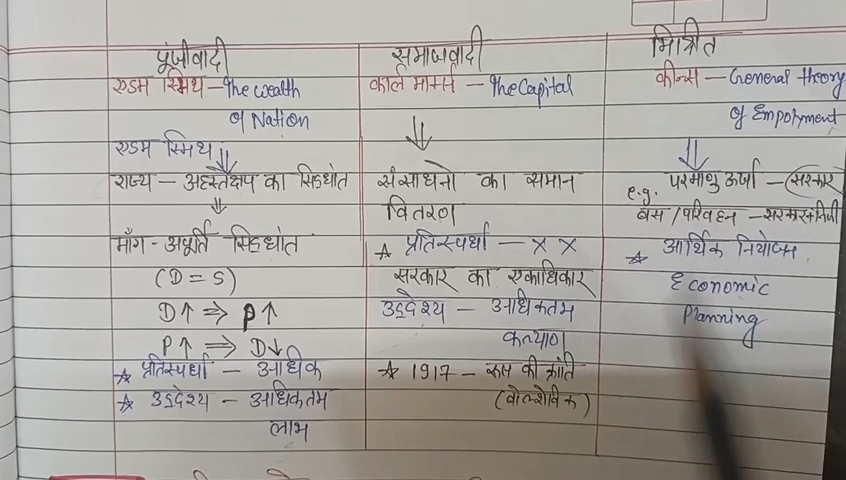 पूंजीवादी
एडम स्मिथ - The wealth
of Nation
एडम स्मिथ
राज्य - अहस्तक्षेप का सिद्धांत
माँग - आपूर्ति सिद्धांत
(D = S)
D↑ ⇒ P↑
P↑ ⇒ D↓
☆ प्रतिस्पर्धा - अधिक
☆ उद्देश्य - अधिकतम
लाभ
समाजवादी
कार्ल मार्क्स - The Capital
संसाधनो का समान
वितरण
☆ प्रतिस्पर्धा - × ×
सरकार का एकाधिकार
उद्देश्य - अधिकतम
कल्याण
☆ 1917 - रूस की क्रांति
(बोल्शेविक)
मिश्रित
कीन्स - General theory
of Empolyment
e.g. परमाणु ऊर्जा - सरकार
बस / परिवहन - सरकार + निजी
☆ आर्थिक नियोजन
Economic
Planning